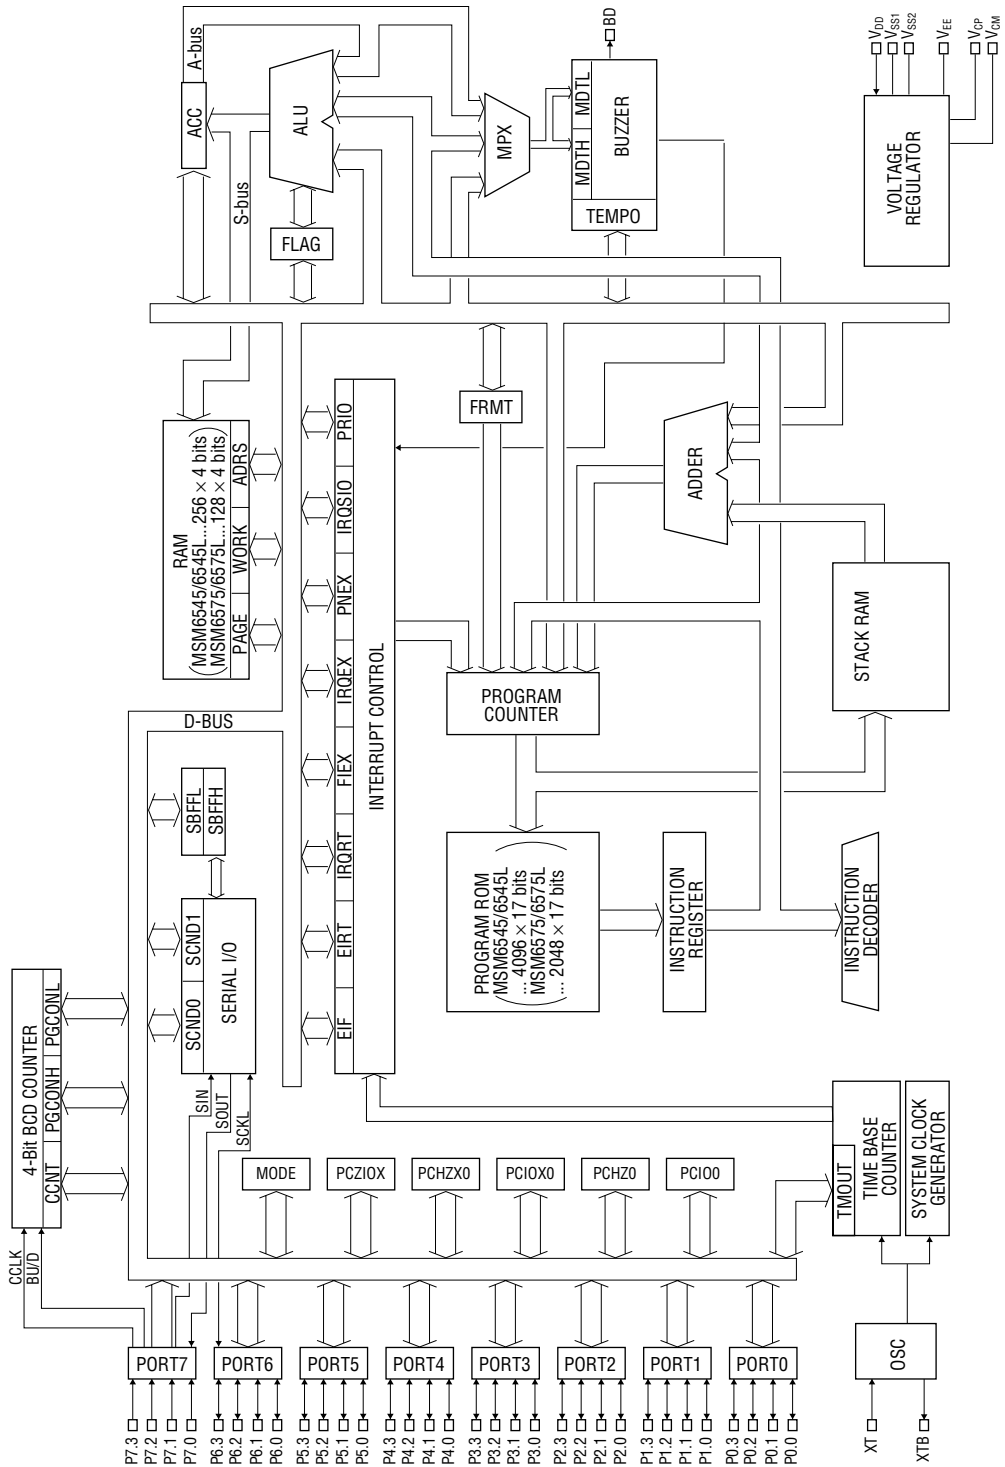 CCLK
BU/D
4-Bit BCD COUNTER
CCNT
PGCONH
PGCONL
SIN
SOUT
SCKL
SCND0
SCND1
SERIAL I/O
SBFFL
SBFFH
D-BUS
RAM
MSM6545/6545L...256 × 4 bits
MSM6575/6575L...128 × 4 bits
PAGE
WORK
ADRS
S-bus
A-bus
ACC
ALU
FLAG
MPX
MDTH
MDTL
BUZZER
TEMPO
BD
VOLTAGE
REGULATOR
VDD
VSS1
VSS2
VEE
VCP
VCM
EIF
EIRT
IRQRT
FIEX
IRQEX
PNEX
IRQSIO
PRIO
INTERRUPT CONTROL
FRMT
PROGRAM
COUNTER
ADDER
STACK RAM
PROGRAM ROM
MSM6545/6545L
... 4096 × 17 bits
MSM6575/6575L
... 2048 × 17 bits
INSTRUCTION
REGISTER
INSTRUCTION
DECODER
MODE
PCZIOX
PCHZX0
PCIOX0
PCHZ0
PCIO0
TMOUT
TIME BASE
COUNTER
SYSTEM CLOCK
GENERATOR
OSC
XT
XTB
PORT7
PORT6
PORT5
PORT4
PORT3
PORT2
PORT1
PORT0
P7.3
P7.2
P7.1
P7.0
P6.3
P6.2
P6.1
P6.0
P5.3
P5.2
P5.1
P5.0
P4.3
P4.2
P4.1
P4.0
P3.3
P3.2
P3.1
P3.0
P2.3
P2.2
P2.1
P2.0
P1.3
P1.2
P1.1
P1.0
P0.3
P0.2
P0.1
P0.0